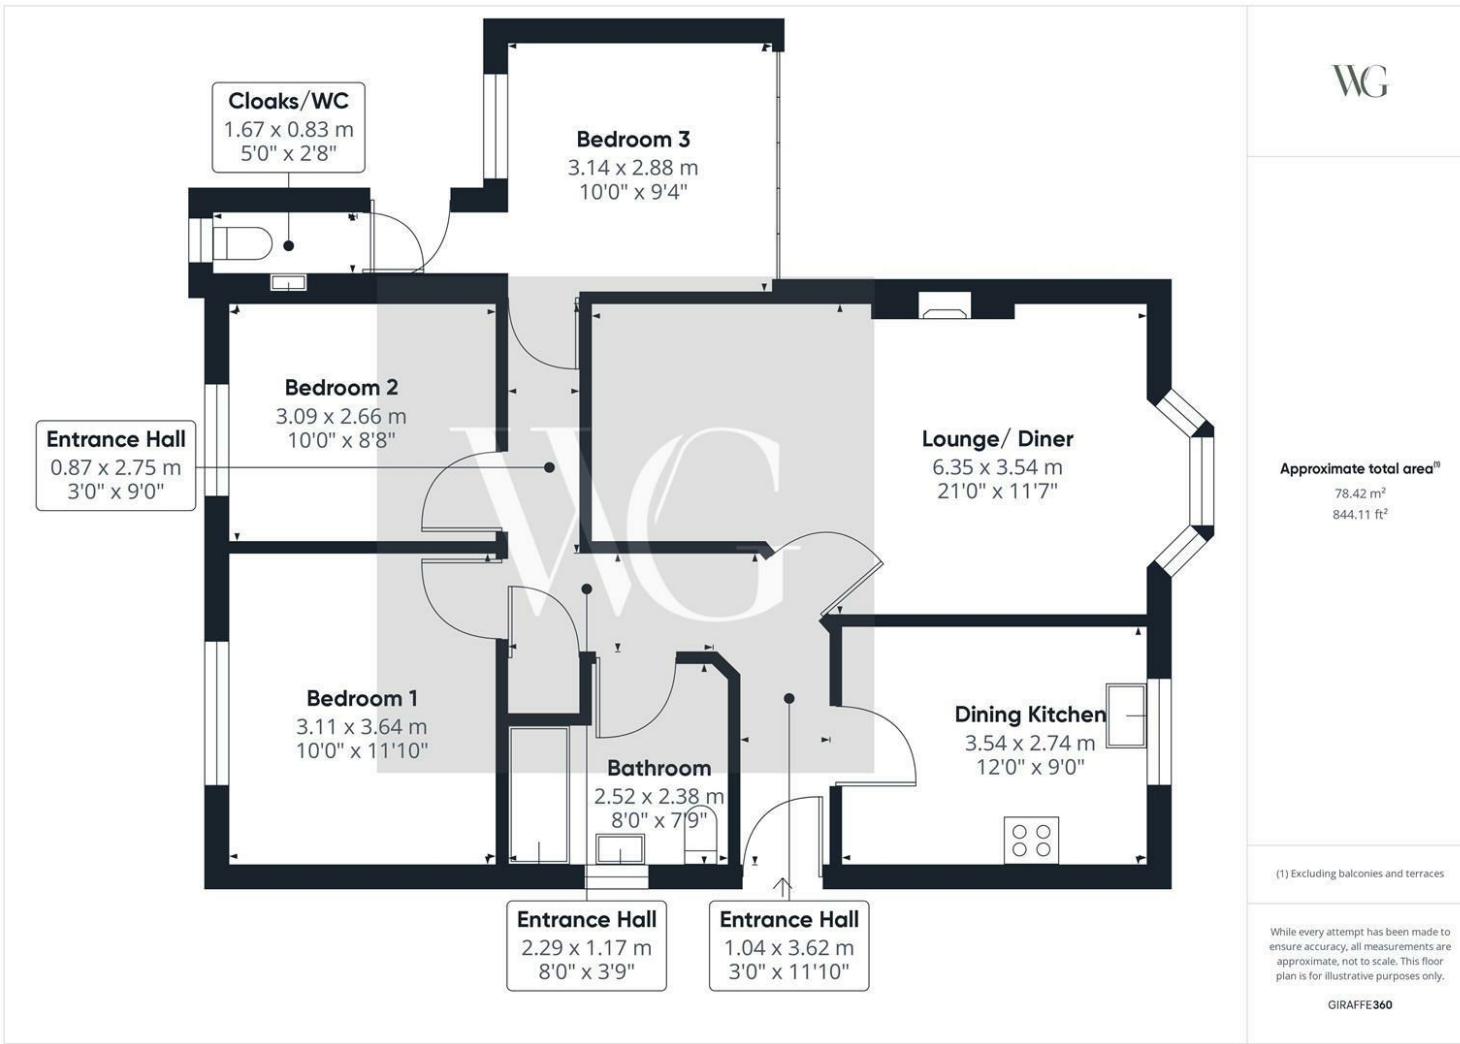 Cloaks/WC
1.67 x 0.83 m
5'0" x 2'8"
Bedroom 3
3.14 x 2.88 m
10'0" x 9'4"
Bedroom 2
3.09 x 2.66 m
10'0" x 8'8"
Entrance Hall
0.87 x 2.75 m
3'0" x 9'0"
Lounge/ Diner
6.35 x 3.54 m
21'0" x 11'7"
WG
Bedroom 1
3.11 x 3.64 m
10'0" x 11'10"
Dining Kitchen
3.54 x 2.74 m
12'0" x 9'0"
Bathroom
2.52 x 2.38 m
8'0" x 7'9"
Entrance Hall
2.29 x 1.17 m
8'0" x 3'9"
Entrance Hall
1.04 x 3.62 m
3'0" x 11'10"
WG
Approximate total area(1)
78.42 m²
844.11 ft²
(1) Excluding balconies and terraces
While every attempt has been made to
ensure accuracy, all measurements are
approximate, not to scale. This floor
plan is for illustrative purposes only.
GIRAFFE360